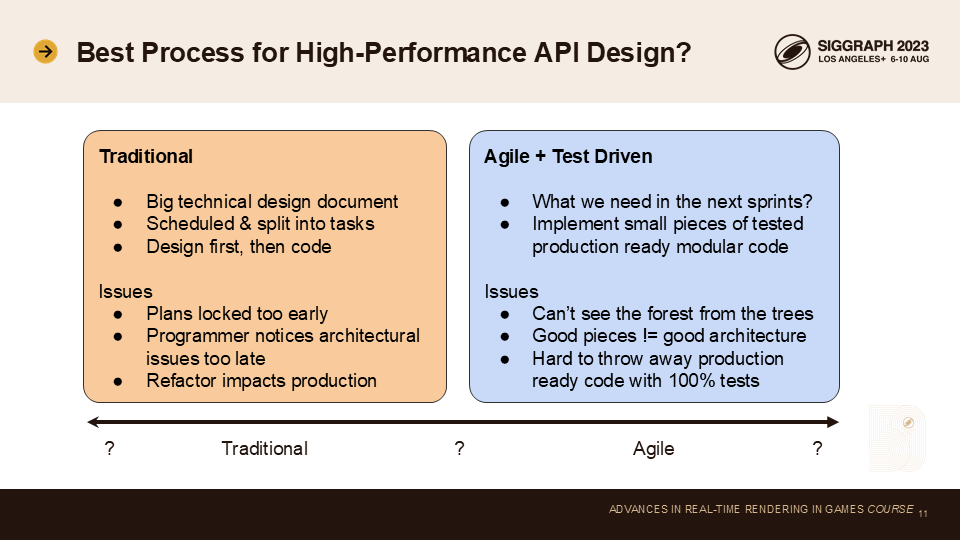 Best Process for High-Performance API Design?
SIGGRAPH 2023
LOS ANGELES+ 6-10 AUG
Traditional
● Big technical design document
● Scheduled & split into tasks
● Design first, then code
Issues
● Plans locked too early
● Programmer notices architectural
issues too late
● Refactor impacts production
Agile + Test Driven
● What we need in the next sprints?
● Implement small pieces of tested
production ready modular code
Issues
● Can’t see the forest from the trees
● Good pieces != good architecture
● Hard to throw away production
ready code with 100% tests
? Traditional ? Agile ?
ADVANCES IN REAL-TIME RENDERING IN GAMES COURSE 11